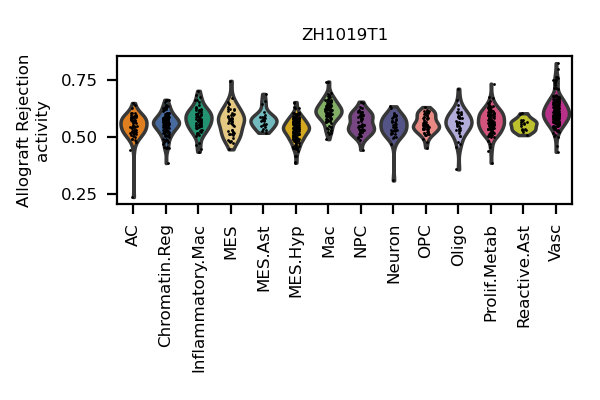 ZH1019T1
Allograft Rejection
activity
0.75
0.50
0.25
AC
Chromatin.Reg
Inflammatory.Mac
MES
MES.Ast
MES.Hyp
Mac
NPC
Neuron
OPC
Oligo
Prolif.Metab
Reactive.Ast
Vasc